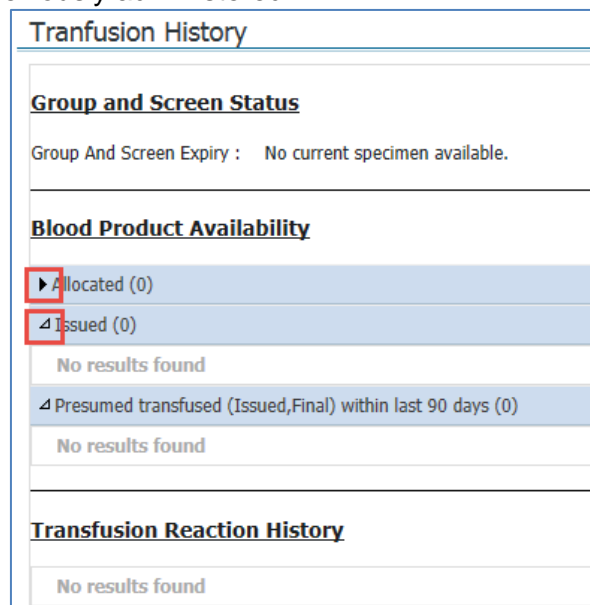 Tranfusion History
Group and Screen Status
Group And Screen Expiry : No current specimen available.
Blood Product Availability
Allocated (0)
Issued (0)
No results found
Presumed transfused (Issued,Final) within last 90 days (0)
No results found
Transfusion Reaction History
No results found